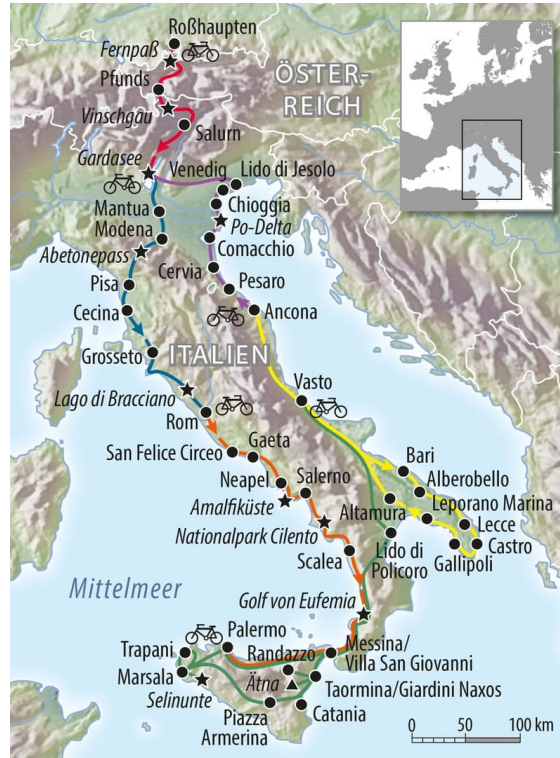 Roßhaupten
Fernpaß
ÖSTER-
REICH
Pfunds
Vinschgau
Salurn
Gardasee
Venedig
Lido di Jesolo
Chioggia
Mantua
Po-Delta
Modena
Comacchio
Abetonepass
Cervia
Pisa
Pesaro
Cecina
Ancona
Grosseto
ITALIEN
Lago di Bracciano
Vasto
Rom
San Felice Circeo
Gaeta
Bari
Neapel
Salerno
Alberobello
Amalfiküste
Altamura
Leporano Marina
Nationalpark Cilento
Lecce
Lido di
Policoro
Castro
Scalea
Gallipoli
Mittelmeer
Golf von Eufemia
Palermo
Trapani
Randazzo
Messina/
Villa San Giovanni
Marsala
Ätna
Taormina/Giardini Naxos
Selinunte
Piazza
Armerina
Catania
0 50 100 km